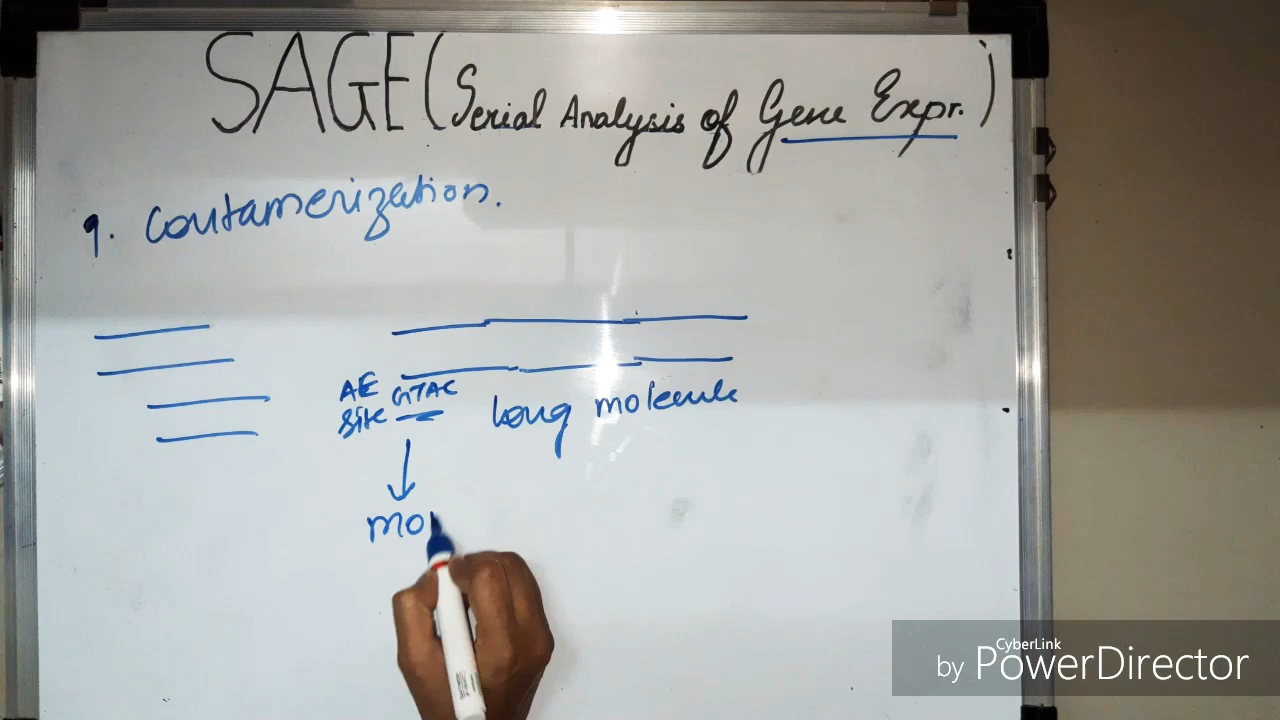 SAGE (Serial Analysis of Gene Expr.)
9. Contamerization.
AE GTAC
Site
Long molecule
mo
CyberLink
by PowerDirector